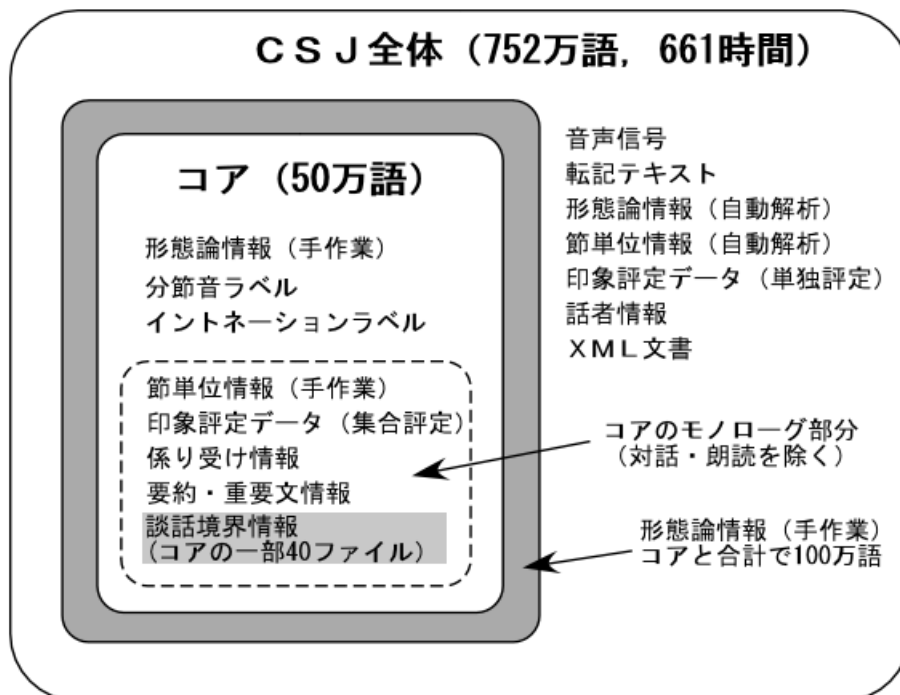 ＣＳＪ全体（752万語，661時間）
コア（50万語）
形態論情報（手作業）
分節音ラベル
イントネーションラベル
節単位情報（手作業）
印象評定データ（集合評定）
係り受け情報
要約・重要文情報
談話境界情報
（コアの一部40ファイル）
音声信号
転記テキスト
形態論情報（自動解析）
節単位情報（自動解析）
印象評定データ（単独評定）
話者情報
ＸＭＬ文書
コアのモノローグ部分
（対話・朗読を除く）
形態論情報（手作業）
コアと合計で100万語